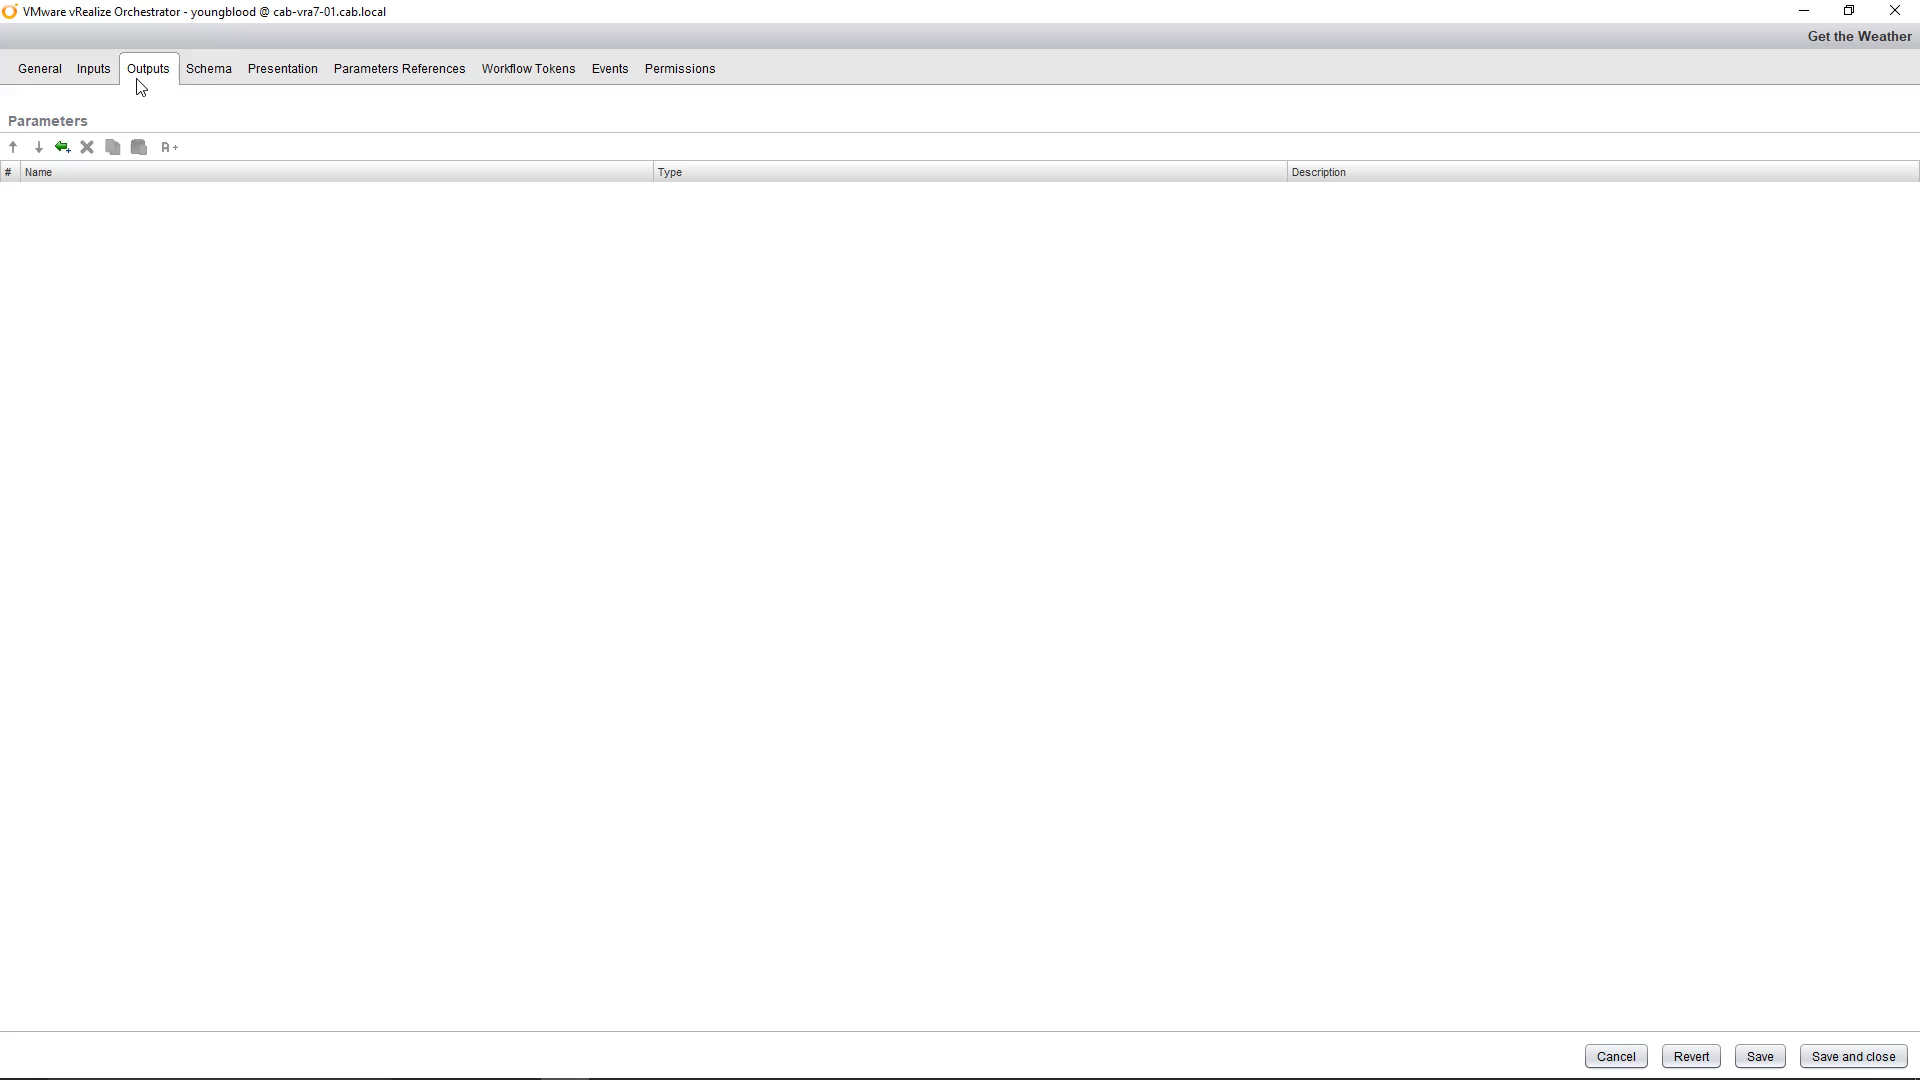 VMware vRealize Orchestrator - youngblood @ cab-vra7-01.cab.local
Get the Weather
General Inputs Outputs Schema Presentation Parameters References Workflow Tokens Events Permissions
Parameters
A+
# Name Type Description
Cancel Revert Save Save and close